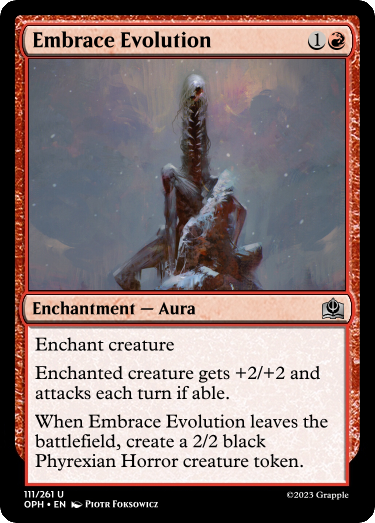 Embrace Evolution 1
Enchantment — Aura
Enchant creature
Enchanted creature gets +2/+2 and
attacks each turn if able.
When Embrace Evolution leaves the
battlefield, create a 2/2 black
Phyrexian Horror creature token.
111/261 U
OPH • EN Piotr Foksowicz
©2023 Grapple